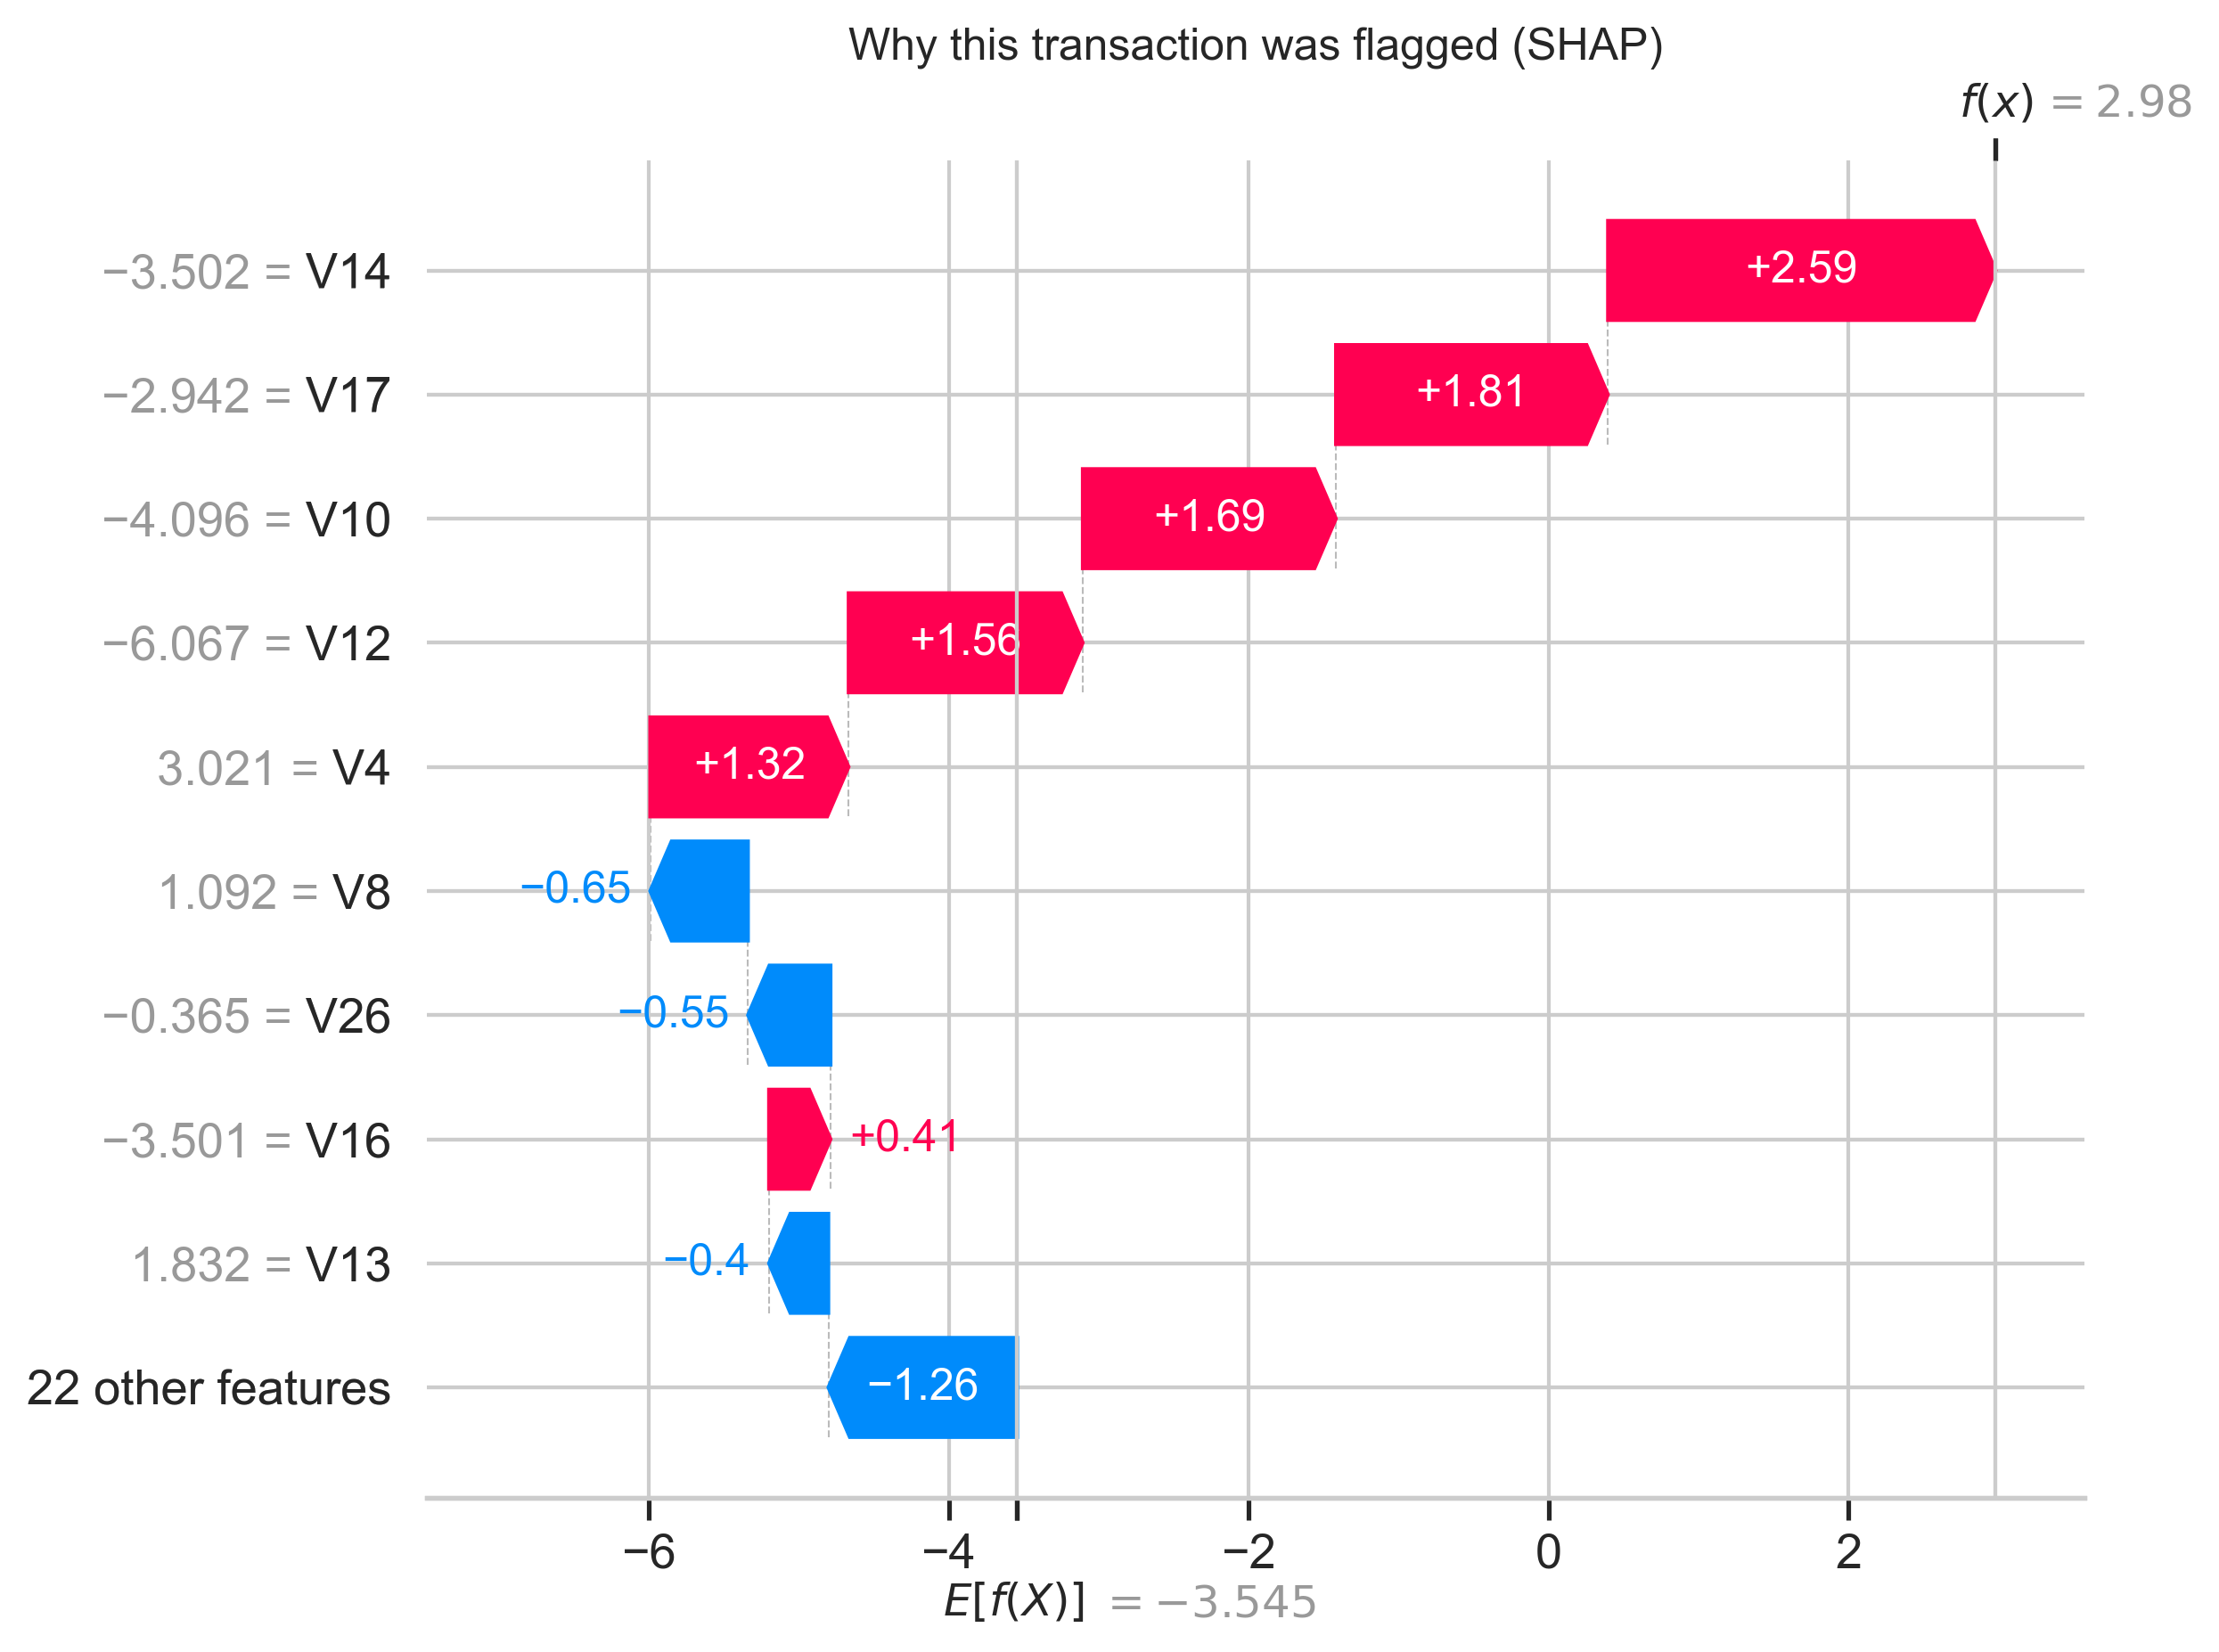 Why this transaction was flagged (SHAP)
f(x) = 2.98
−3.502 = V14 +2.59
−2.942 = V17 +1.81
−4.096 = V10 +1.69
−6.067 = V12 +1.56
3.021 = V4 +1.32
1.092 = V8 −0.65
−0.365 = V26 −0.55
−3.501 = V16 +0.41
1.832 = V13 −0.4
22 other features −1.26
−6 −4 −2 0 2
E[f(X)] = −3.545